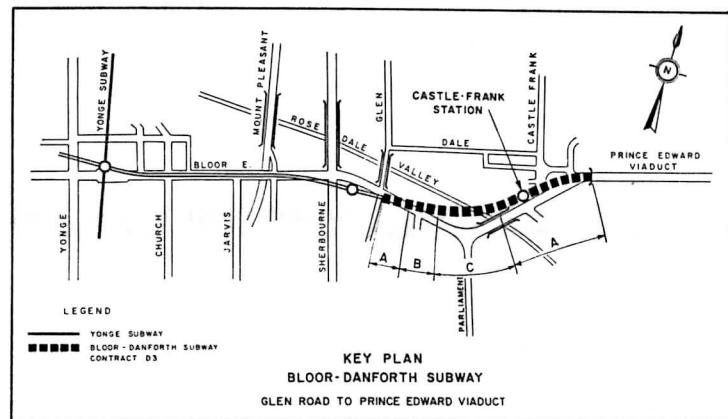 YONGE SUBWAY
MOUNT PLEASANT
ROSEDALE VALLEY
GLEN
CASTLE-FRANK
STATION
CASTLE FRANK
N
DALE
BLOOR E.
PRINCE EDWARD
VIADUCT
YONGE
CHURCH
JARVIS
SHERBOURNE
A
B
C
A
PARLIAMENT
LEGEND
YONGE SUBWAY
BLOOR-DANFORTH SUBWAY
CONTRACT D3
KEY PLAN
BLOOR-DANFORTH SUBWAY
GLEN ROAD TO PRINCE EDWARD VIADUCT